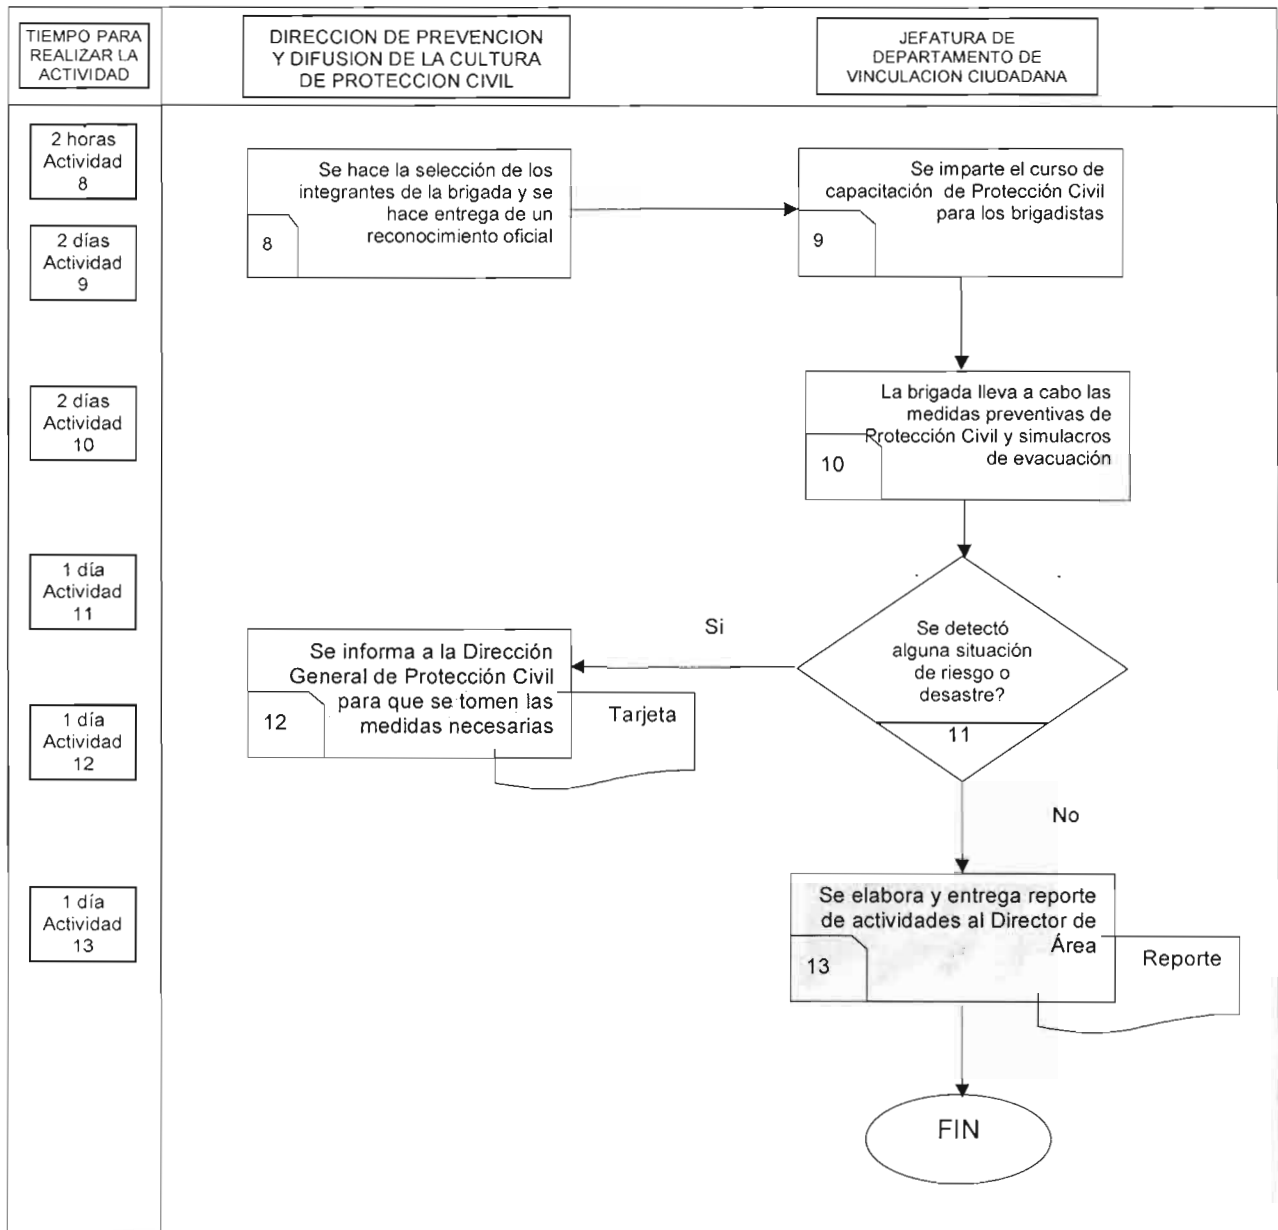 TIEMPO PARA
REALIZAR LA
ACTIVIDAD
DIRECCION DE PREVENCION
Y DIFUSION DE LA CULTURA
DE PROTECCION CIVIL
JEFATURA DE
DEPARTAMENTO DE
VINCULACION CIUDADANA
2 horas
Actividad
8
Se hace la selección de los
integrantes de la brigada y se
hace entrega de un
reconocimiento oficial
8
Se imparte el curso de
capacitación de Protección Civil
para los brigadistas
9
2 días
Actividad
9
2 días
Actividad
10
La brigada lleva a cabo las
medidas preventivas de
Protección Civil y simulacros
de evacuación
10
1 día
Actividad
11
Se detectó
alguna situación
de riesgo o
desastre?
11
Si
Se informa a la Dirección
General de Protección Civil
para que se tomen las
medidas necesarias
12
Tarjeta
1 día
Actividad
12
No
1 día
Actividad
13
Se elabora y entrega reporte
de actividades al Director de
Área
13
Reporte
FIN